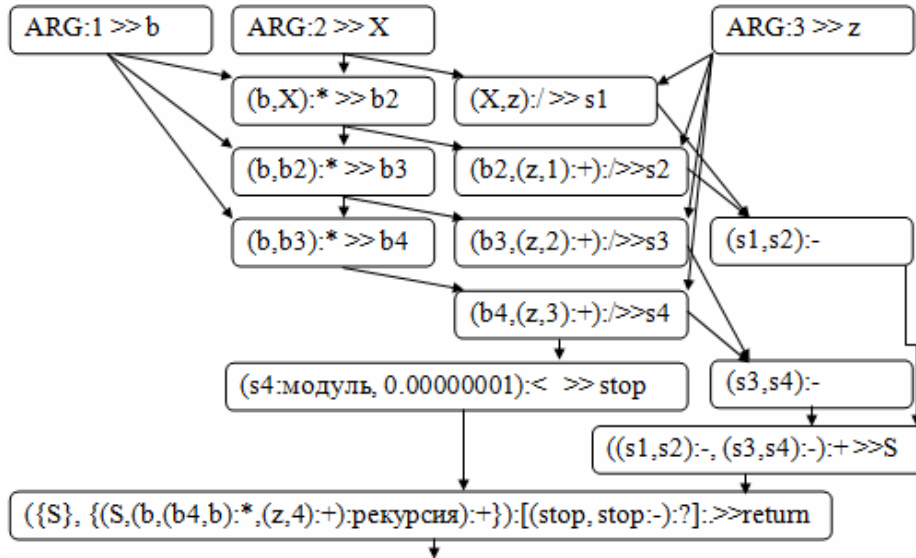 ARG:1 >> b
ARG:2 >> X
ARG:3 >> z
(b,X):* >> b2
(X,z):/ >> s1
(b,b2):* >> b3
(b2,(z,1):+):/>>s2
(b,b3):* >> b4
(b3,(z,2):+):/>>s3
(s1,s2):-
(b4,(z,3):+):/>>s4
(s4:модуль, 0.00000001):< >> stop
(s3,s4):-
((s1,s2):-, (s3,s4):-):+ >>S
({S}, {(S,(b,(b4,b):*,(z,4):+):рекурсия):+}):[(stop, stop:-):?]:.>>return